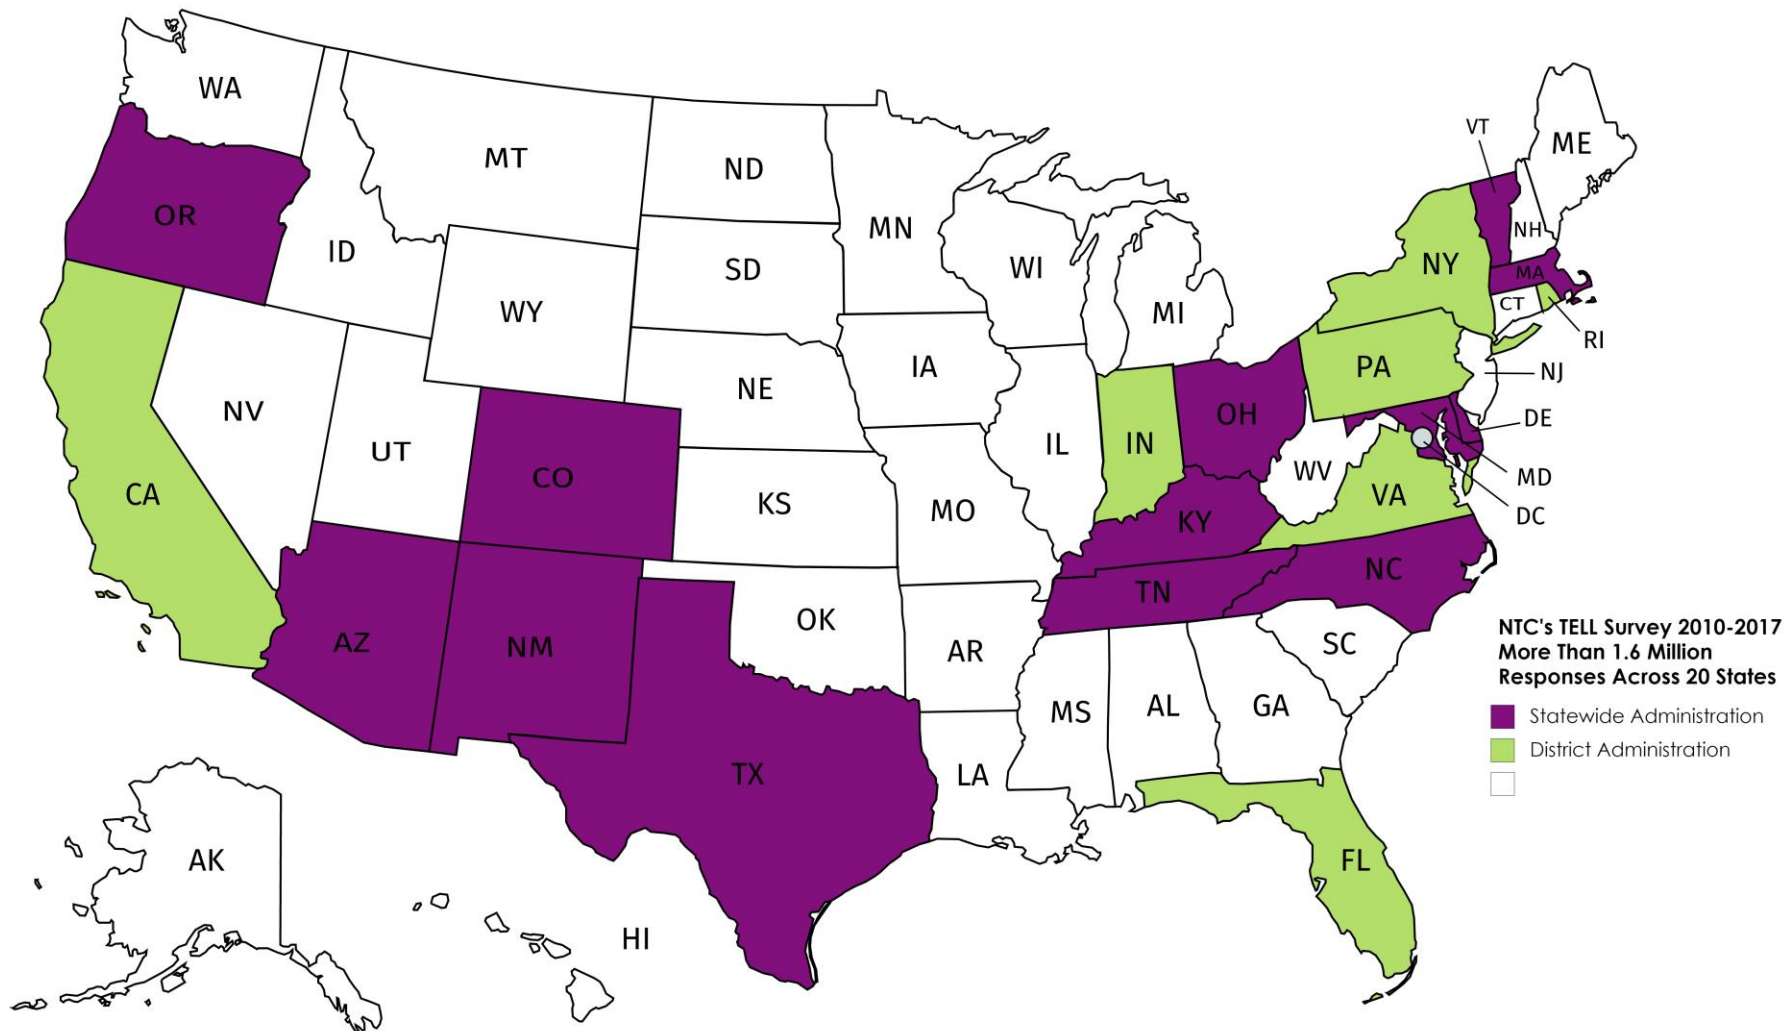 WA
MT
ND
MN
VT
ME
OR
ID
SD
WI
NH
NY
MA
WY
MI
CT
RI
IA
PA
NJ
NE
NV
OH
DE
UT
IL
IN
CO
WV
MD
CA
KS
MO
VA
DC
KY
NC
TN
OK
AZ
NM
AR
SC
NTC's TELL Survey 2010-2017
More Than 1.6 Million
Responses Across 20 States
MS
AL
GA
Statewide Administration
District Administration
TX
LA
AK
FL
HI